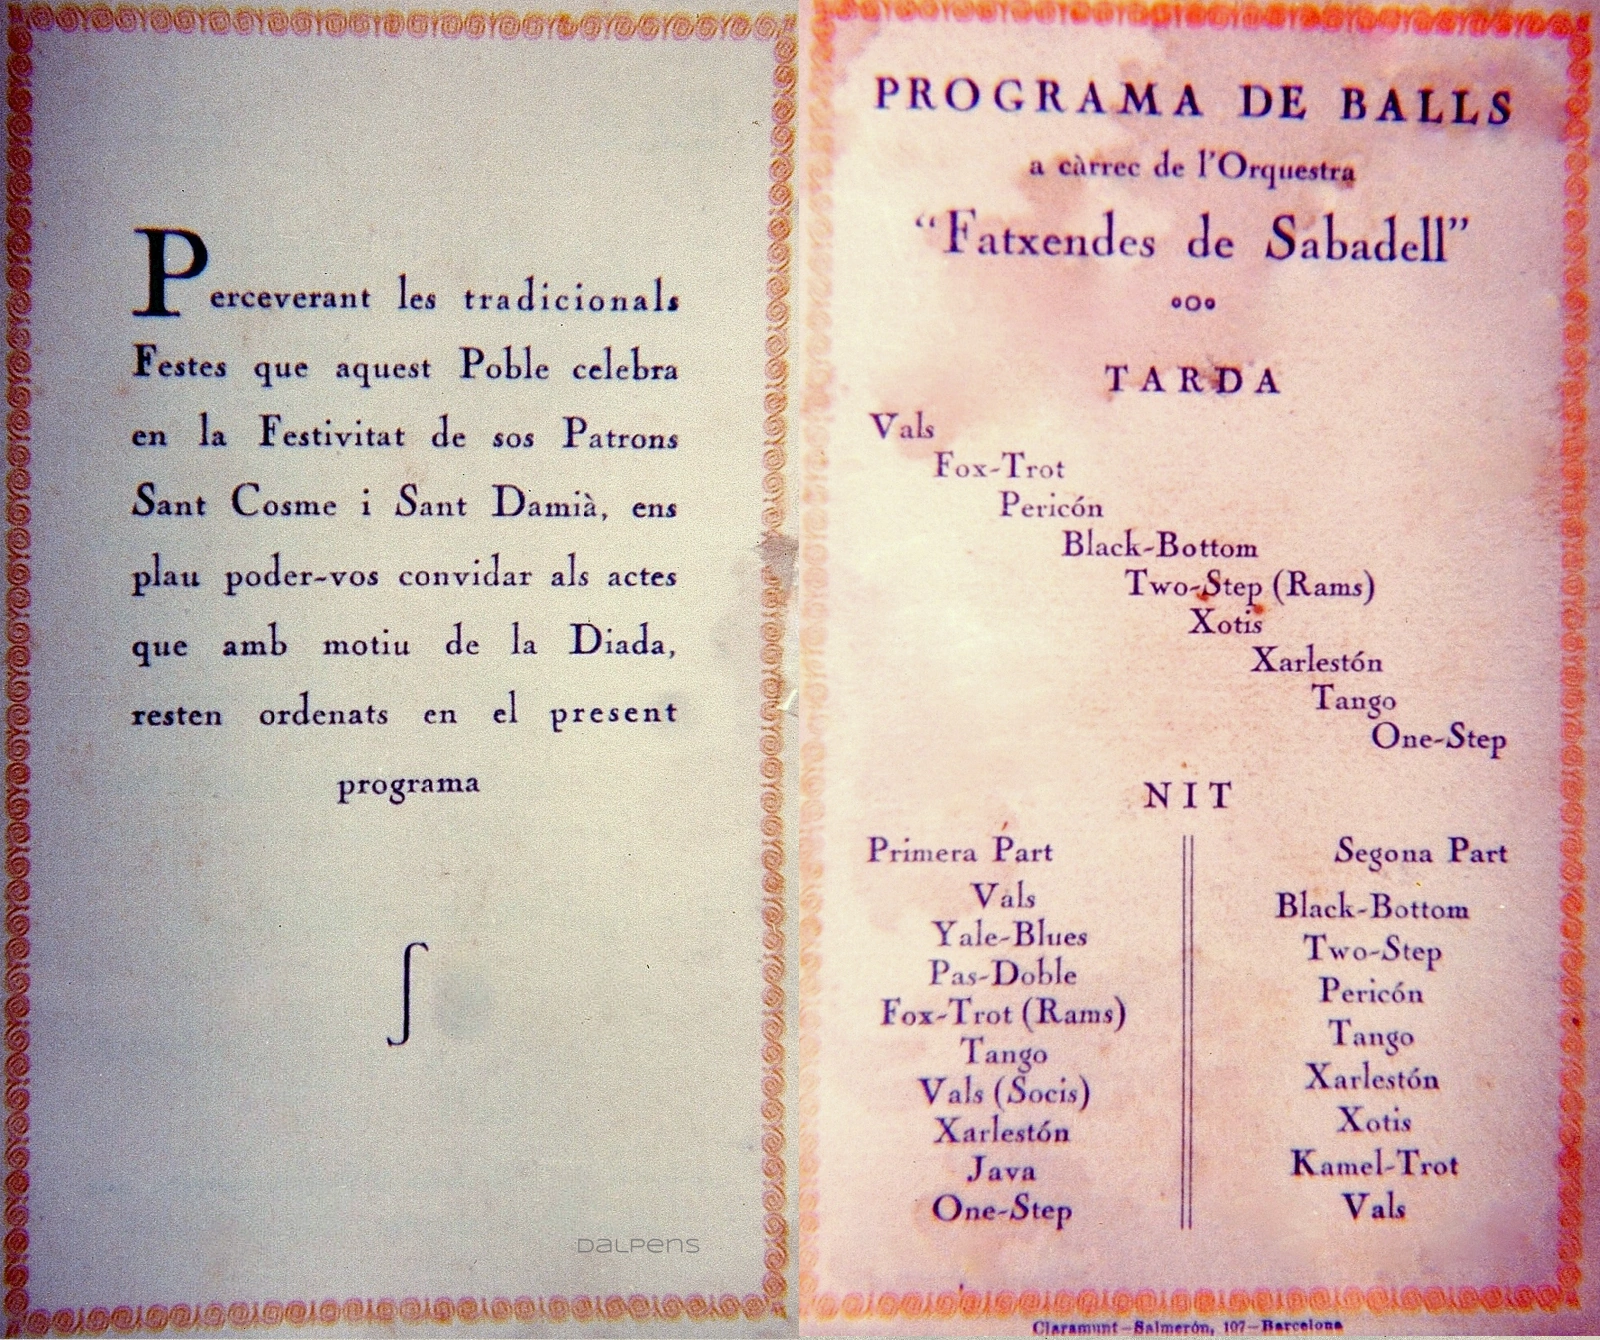 Perceverant les tradicionals
Festes que aquest Poble celebra
en la Festivitat de sos Patrons
Sant Cosme i Sant Damià, ens
plau poder-vos convidar als actes
que amb motiu de la Diada,
resten ordenats en el present
programa
DALPENS
PROGRAMA DE BALLS
a càrrec de l'Orquestra
“Fatxendes de Sabadell”
TARDA
Vals
Fox-Trot
Pericón
Black-Bottom
Two-Step (Rams)
Xotis
Xarlestón
Tango
One-Step
NIT
Primera Part
Vals
Yale-Blues
Pas-Doble
Fox-Trot (Rams)
Tango
Vals (Socis)
Xarlestón
Java
One-Step
Segona Part
Black-Bottom
Two-Step
Pericón
Tango
Xarlestón
Xotis
Kamel-Trot
Vals
Claramunt—Salmerón, 107—Barcelona